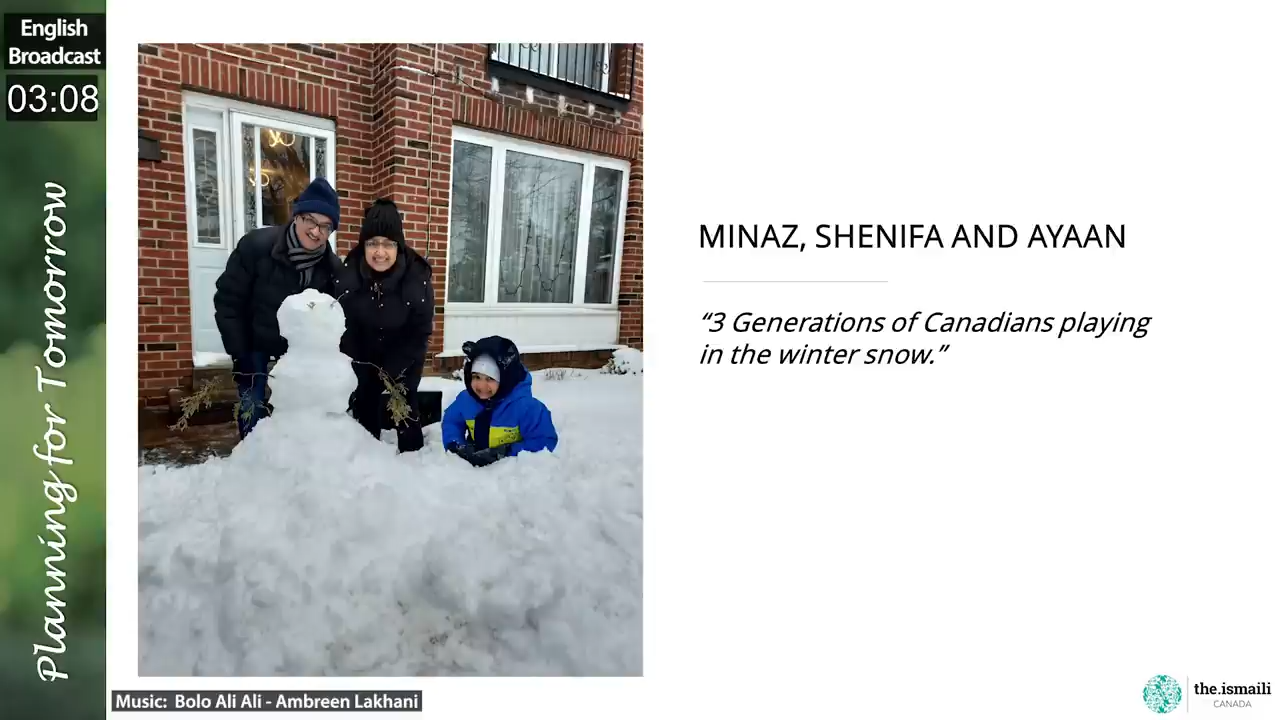 English
Broadcast
03:08
Planning for Tomorrow
MINAZ, SHENIFA AND AYAAN
“3 Generations of Canadians playing
in the winter snow.”
Music: Bolo Ali Ali - Ambreen Lakhani
the.ismaili
CANADA